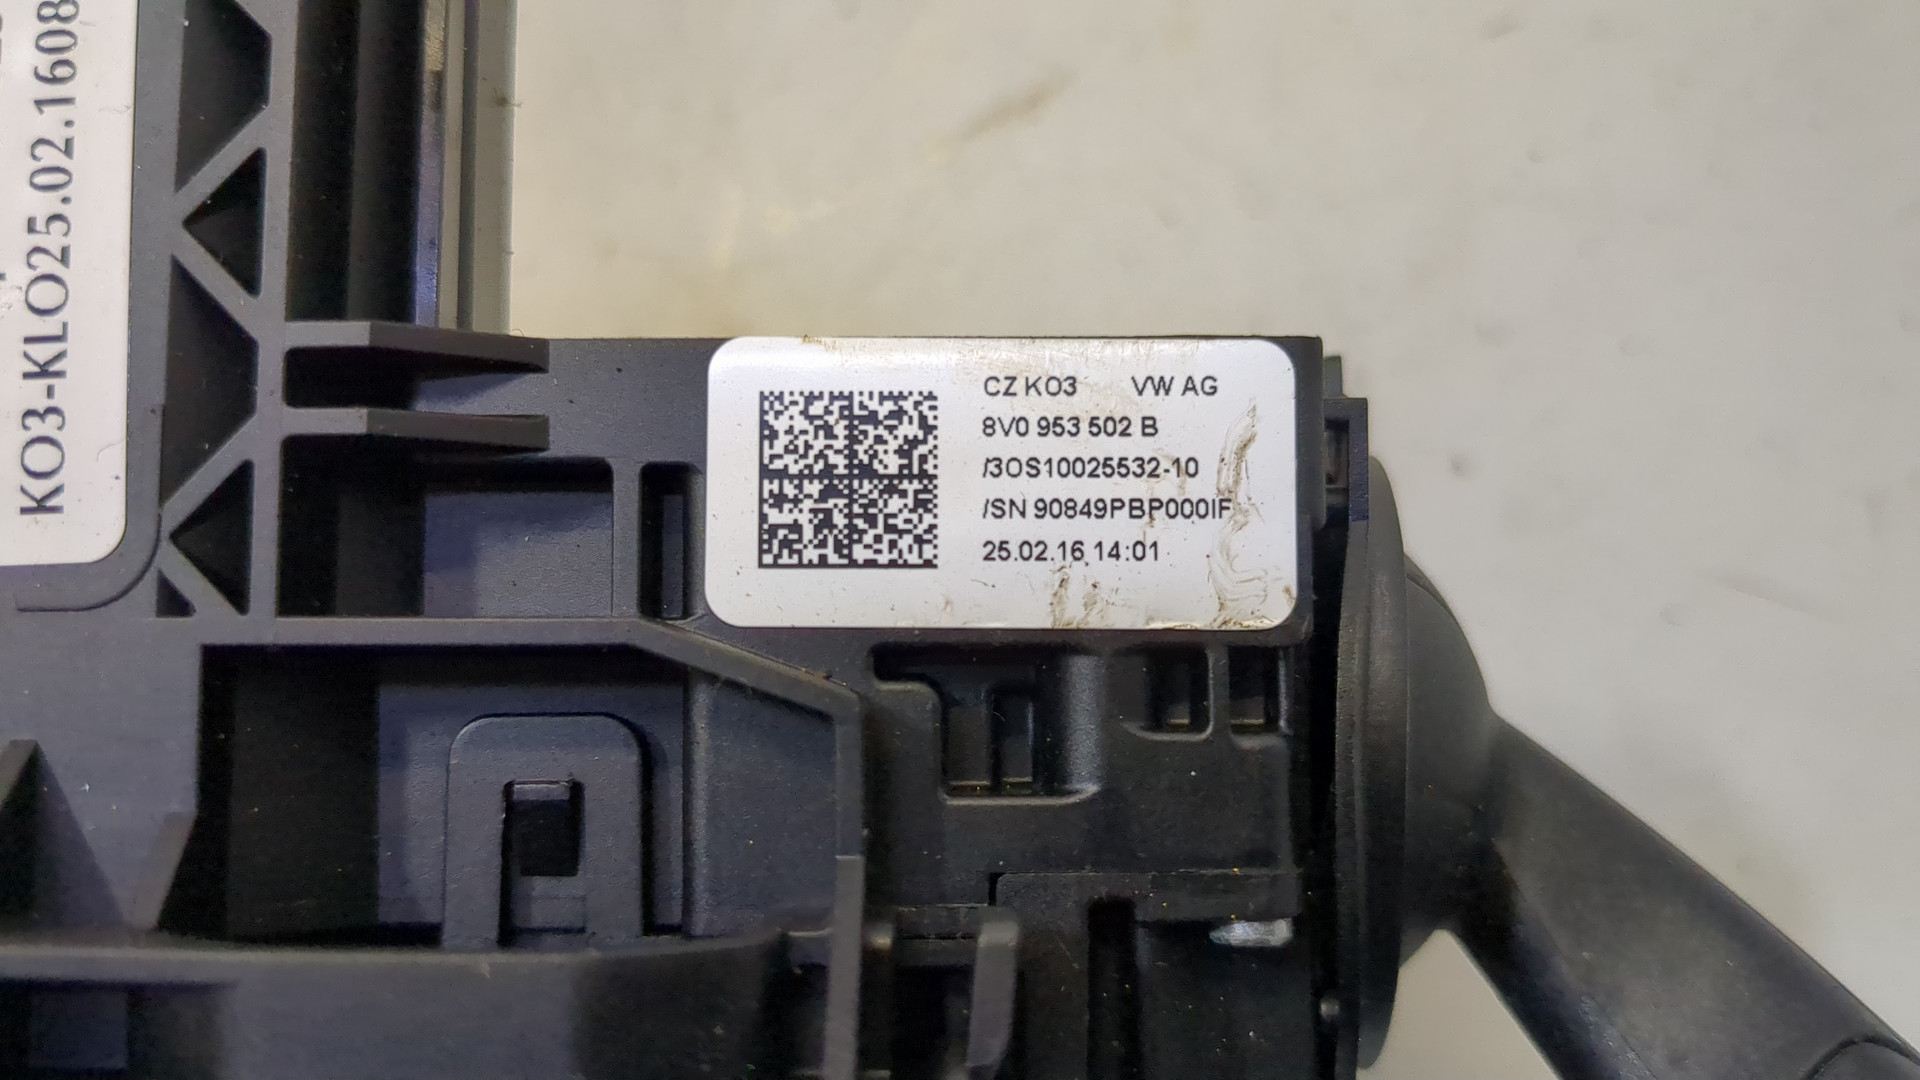 KO3-KLO25.02.1608
CZ KO3 VW AG
8V0 953 502 B
/3OS10025532-10
/SN 90849PBP000IF
25.02.16 14:01